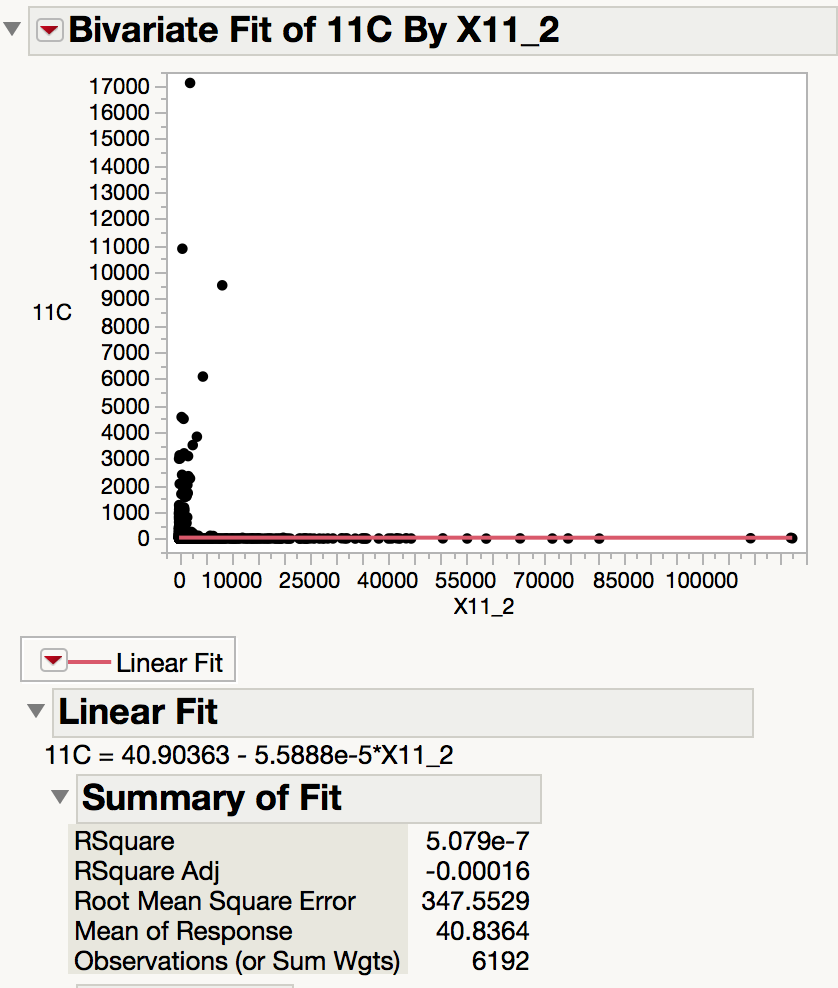 Bivariate Fit of 11C By X11_2
17000
16000
15000
14000
13000
12000
11000
10000
9000
8000
7000
6000
5000
4000
3000
2000
1000
0
11C
0 10000 25000 40000 55000 70000 85000 100000
X11_2
Linear Fit
Linear Fit
11C = 40.90363 - 5.5888e-5*X11_2
Summary of Fit
RSquare 5.079e-7
RSquare Adj -0.00016
Root Mean Square Error 347.5529
Mean of Response 40.8364
Observations (or Sum Wgts) 6192